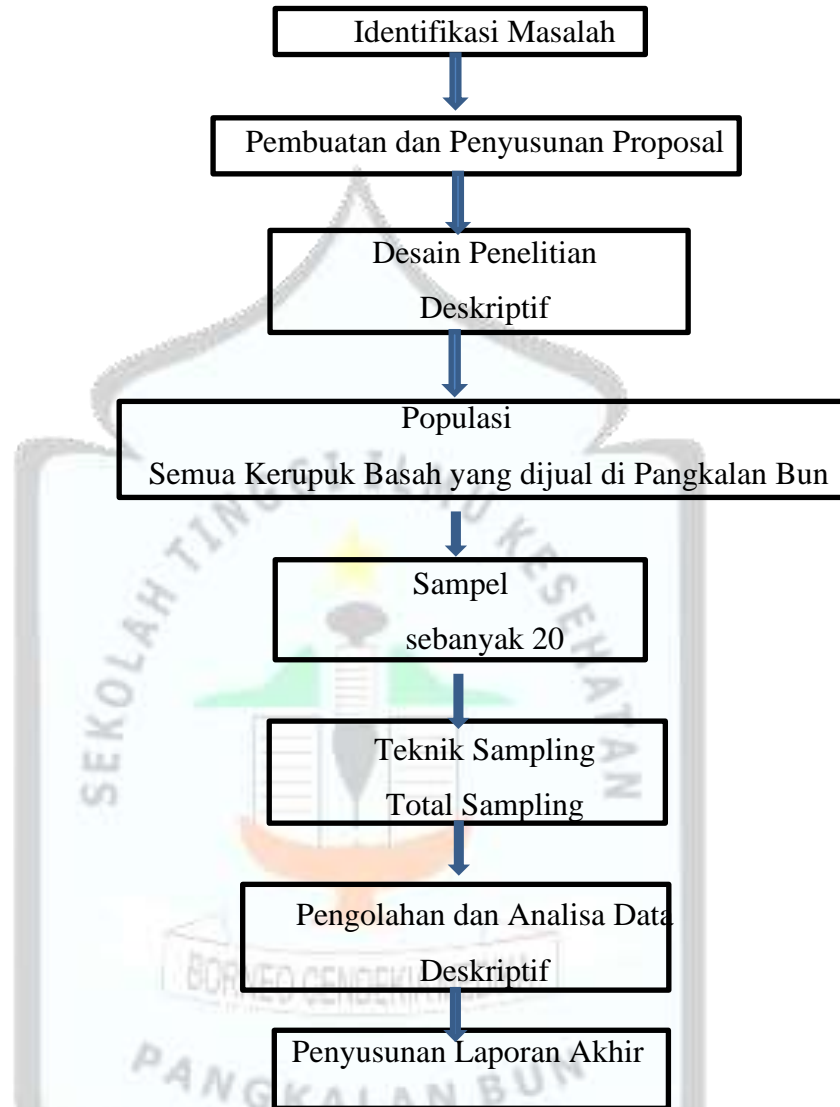 Identifikasi Masalah
Pembuatan dan Penyusunan Proposal
Desain Penelitian
Deskriptif
Populasi
Semua Kerupuk Basah yang dijual di Pangkalan Bun
Sampel
sebanyak 20
Teknik Sampling
Total Sampling
Pengolahan dan Analisa Data
Deskriptif
Penyusunan Laporan Akhir
SEKOLAH TINGGI ILMU KESEHATAN
BORNEO CENDEKIA
PANGKALAN BUN